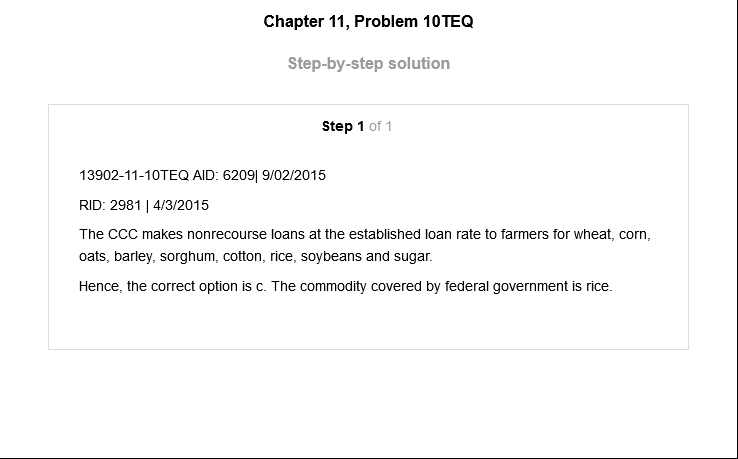 Chapter 11, Problem 10TEQ
Step-by-step solution
Step 1 of 1
13902-11-10TEQ AID: 6209| 9/02/2015
RID: 2981 | 4/3/2015
The CCC makes nonrecourse loans at the established loan rate to farmers for wheat, corn,
oats, barley, sorghum, cotton, rice, soybeans and sugar.
Hence, the correct option is c. The commodity covered by federal government is rice.